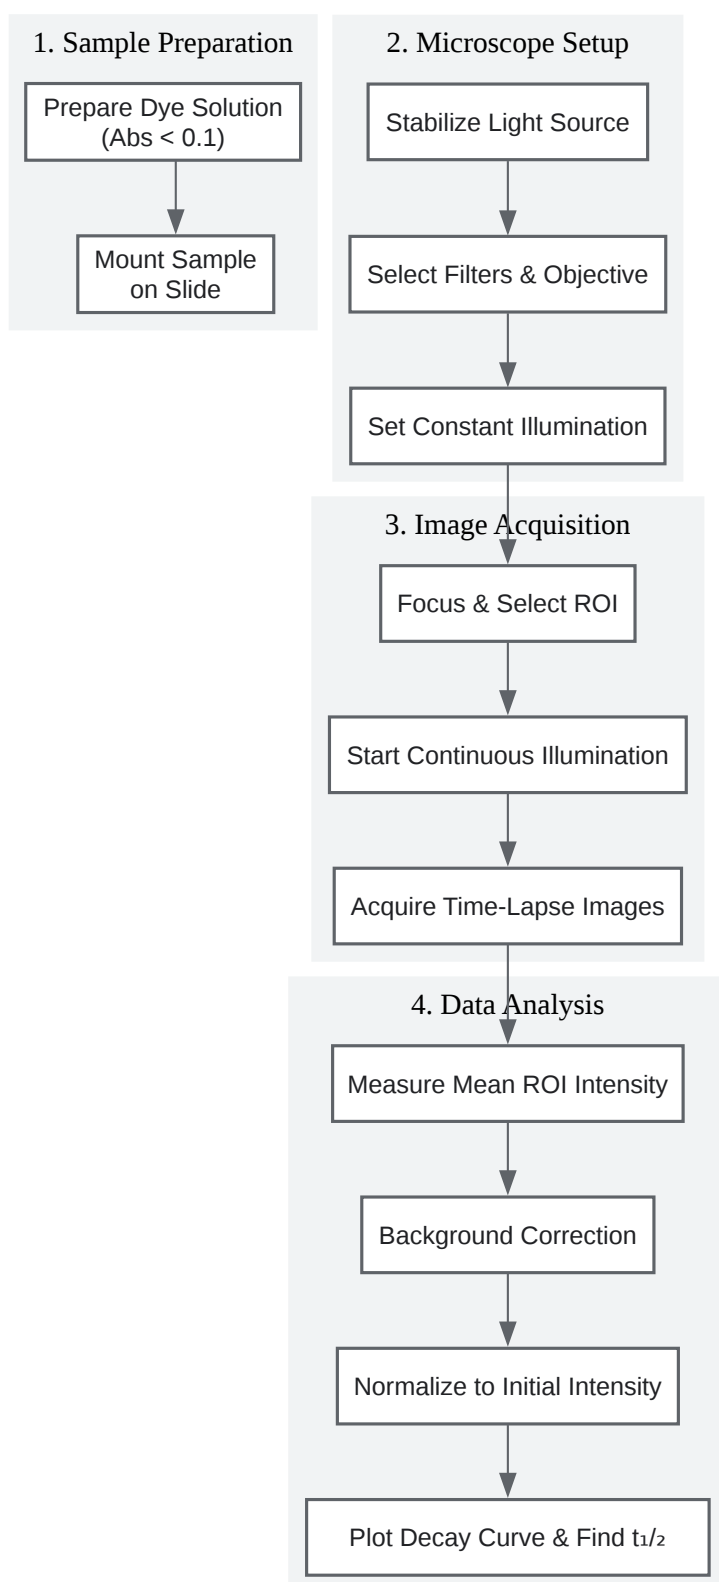 1. Sample Preparation
Prepare Dye Solution
(Abs < 0.1)
Mount Sample
on Slide
2. Microscope Setup
Stabilize Light Source
Select Filters & Objective
Set Constant Illumination
3. Image Acquisition
Focus & Select ROI
Start Continuous Illumination
Acquire Time-Lapse Images
4. Data Analysis
Measure Mean ROI Intensity
Background Correction
Normalize to Initial Intensity
Plot Decay Curve & Find t₁/₂